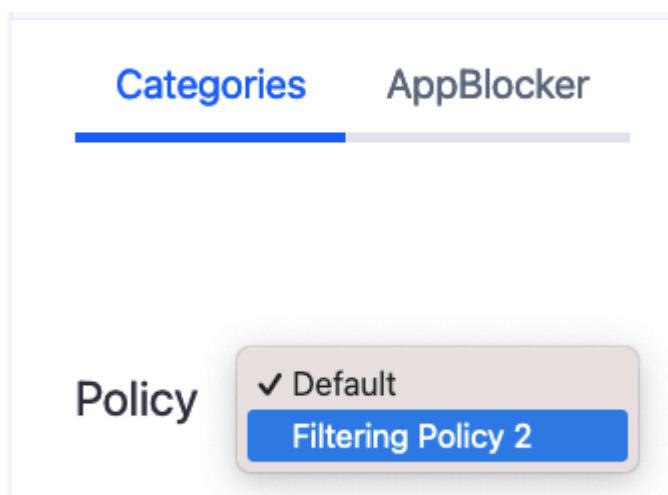 Categories AppBlocker
Policy
✓ Default
Filtering Policy 2